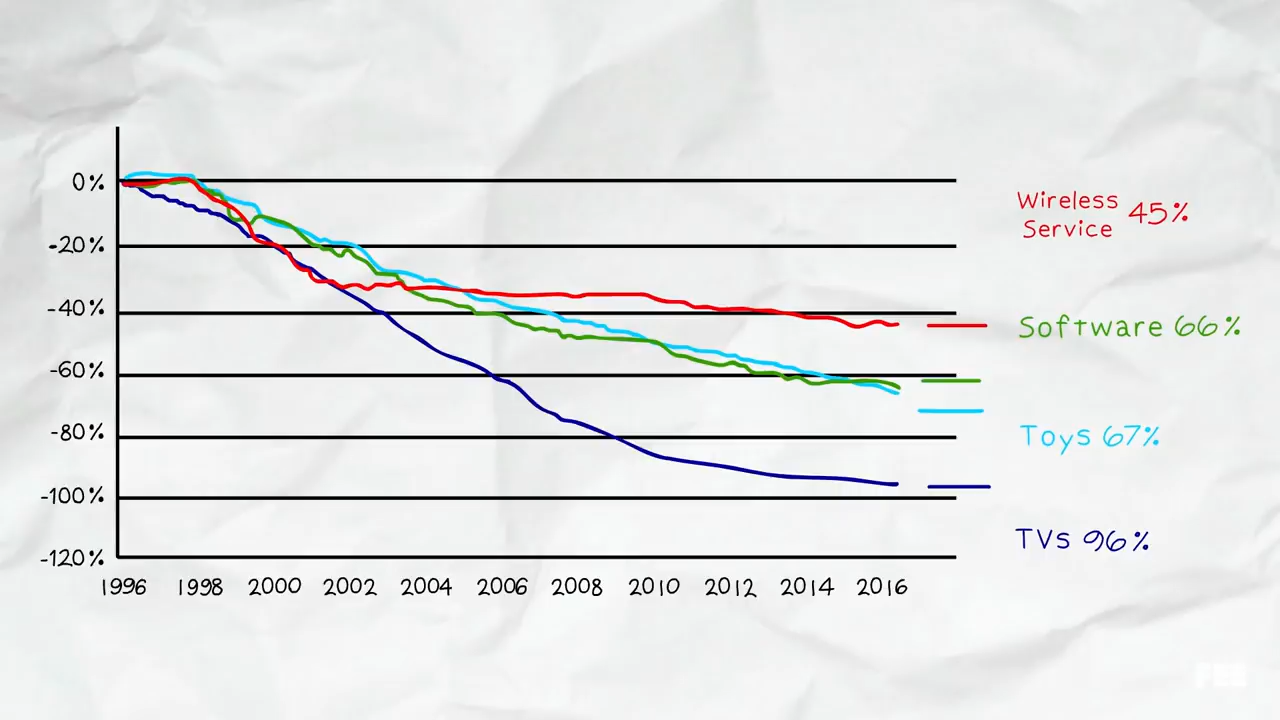 0%
-20%
-40%
-60%
-80%
-100%
-120%
1996 1998 2000 2002 2004 2006 2008 2010 2012 2014 2016
Wireless
Service 45%
Software 66%
Toys 67%
TVs 96%